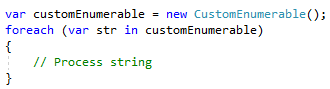 var customEnumerable = new CustomEnumerable();
foreach (var str in customEnumerable)
{
    // Process string
}